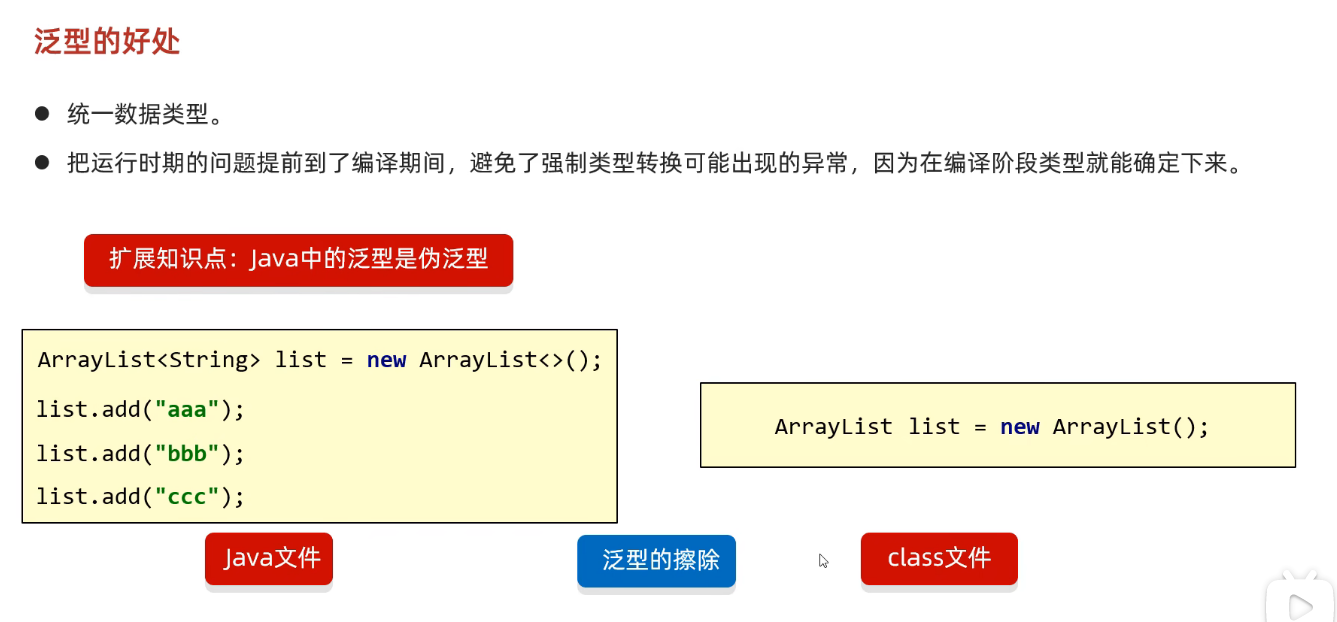 泛型的好处
统一数据类型。
把运行时期的问题提前到了编译期间，避免了强制类型转换可能出现的异常，因为在编译阶段类型就能确定下来。
扩展知识点：Java中的泛型是伪泛型
ArrayList<String> list = new ArrayList<>();
list.add("aaa");
list.add("bbb");
list.add("ccc");
ArrayList list = new ArrayList();
Java文件
泛型的擦除
class文件